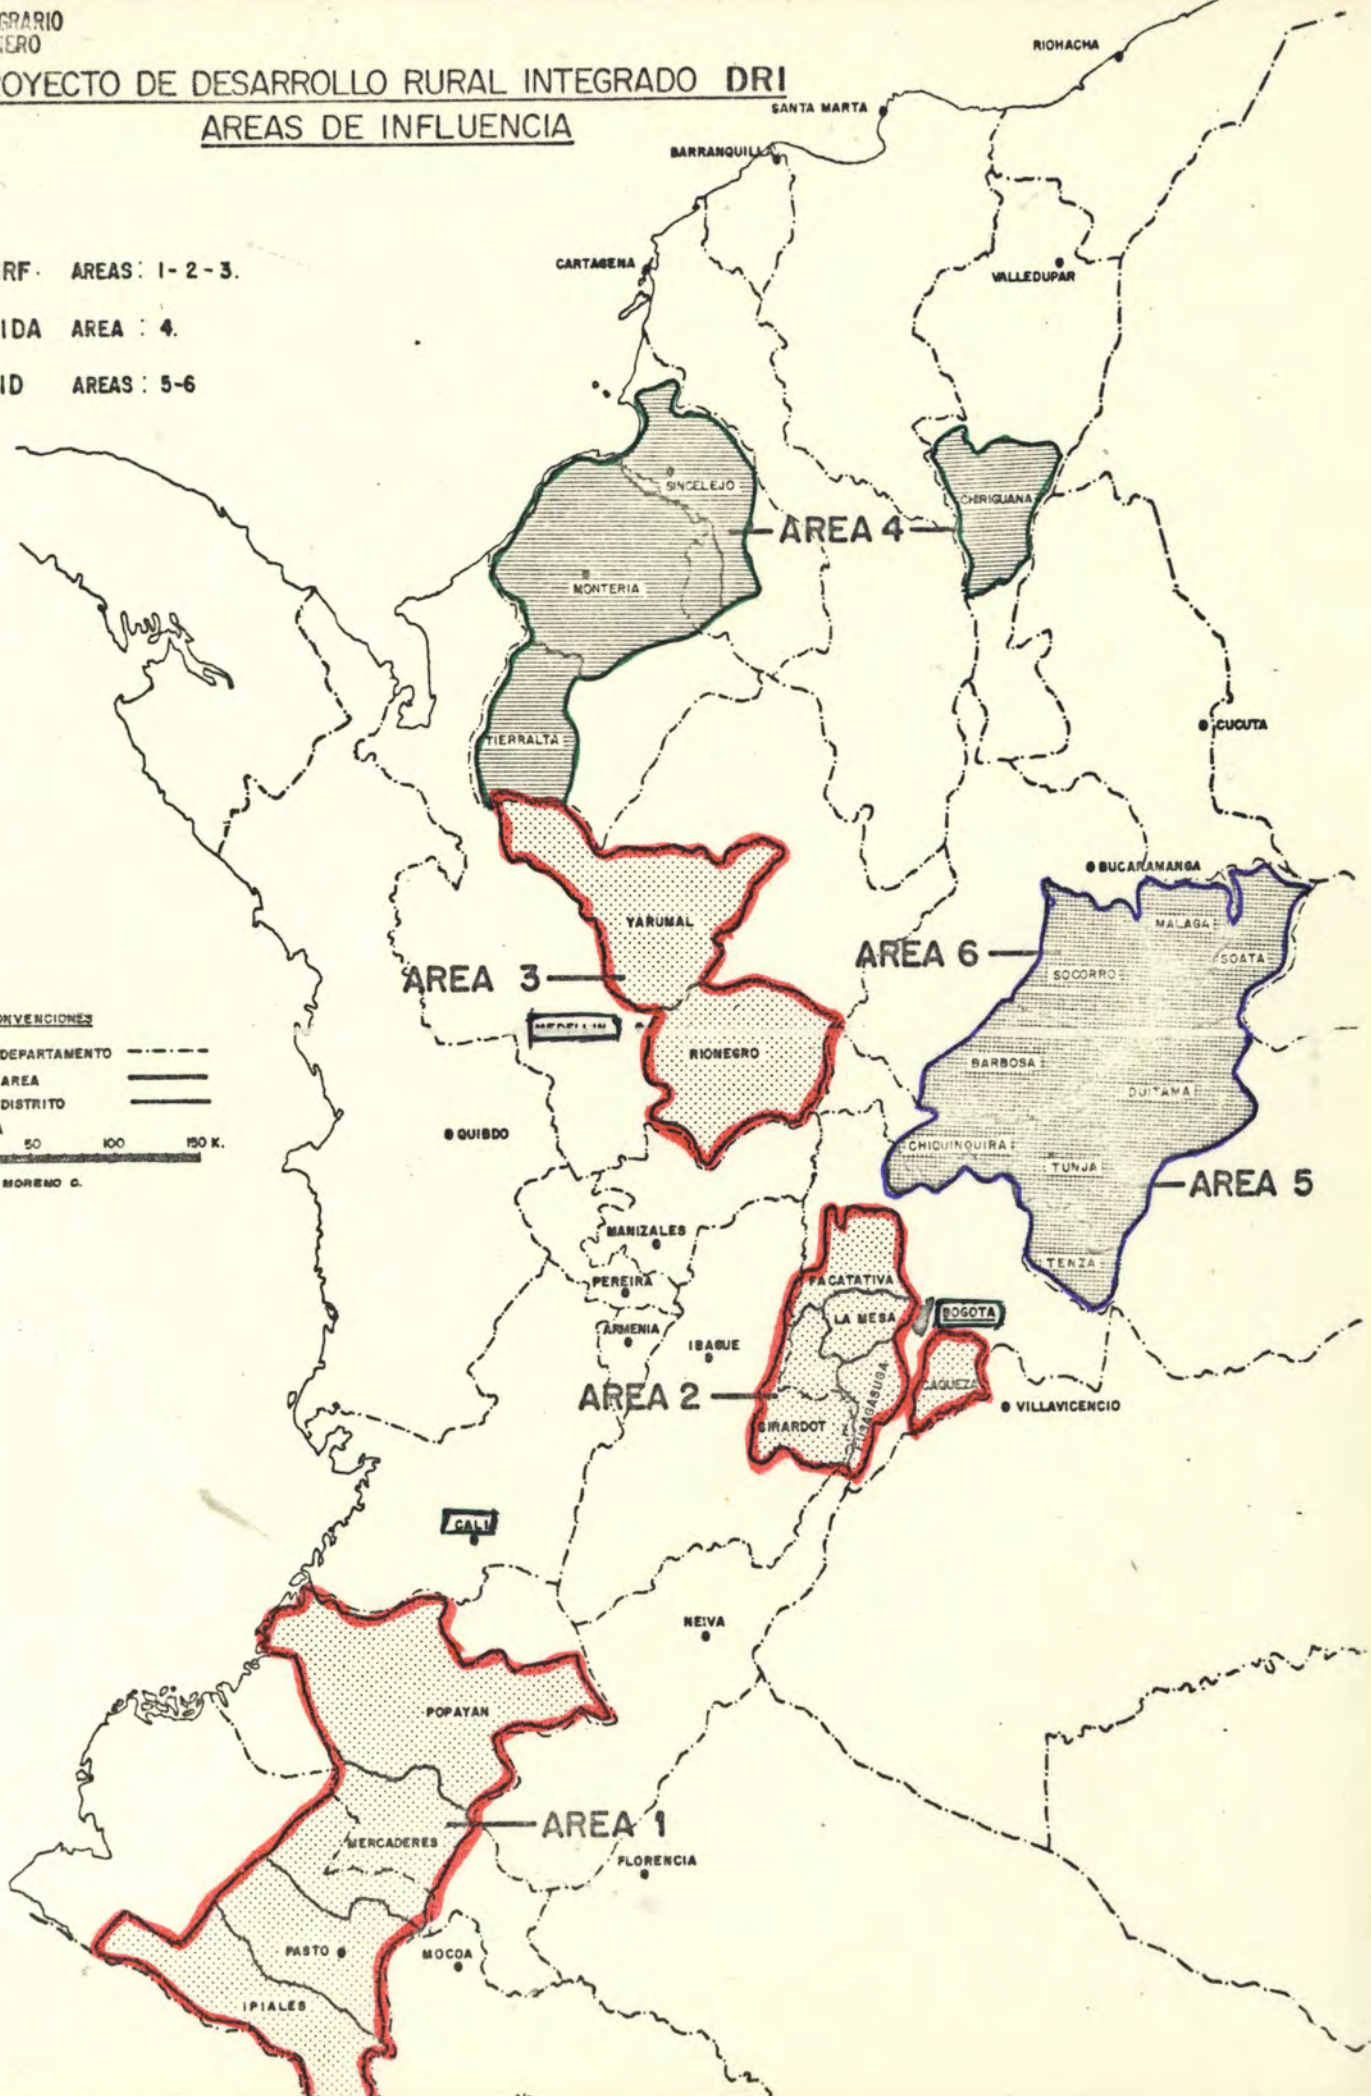 GRARIO
NERO
ROYECTO DE DESARROLLO RURAL INTEGRADO DRI
AREAS DE INFLUENCIA
RIOHACHA
SANTA MARTA
BARRANQUILLA
CARTAGENA
VALLEDUPAR
RF. AREAS: 1-2-3.
IDA AREA : 4.
ID AREAS : 5-6
SINCELEJO
CHIRIGUANA
AREA 4
MONTERIA
TIERRALTA
CUCUTA
BUCARAMANGA
YARUMAL
MALAGA
AREA 6
SOATA
SOCORRO
AREA 3
ONVENCIONES
DEPARTAMENTO
AREA
DISTRITO
50 100 150 K.
MORENO G.
MEDELLIN
RIONEGRO
BARBOSA
DUITAMA
QUIBDO
CHIQUINQUIRA
TUNJA
AREA 5
MANIZALES
TENZA
PEREIRA
FACATATIVA
LA MESA
BOGOTA
ARMENIA
IBAGUE
CAQUEZA
AREA 2
FUSAGASUGA
VILLAVICENCIO
GIRARDOT
CALI
NEIVA
POPAYAN
AREA 1
MERCADERES
FLORENCIA
PASTO
MOCOA
IPIALES